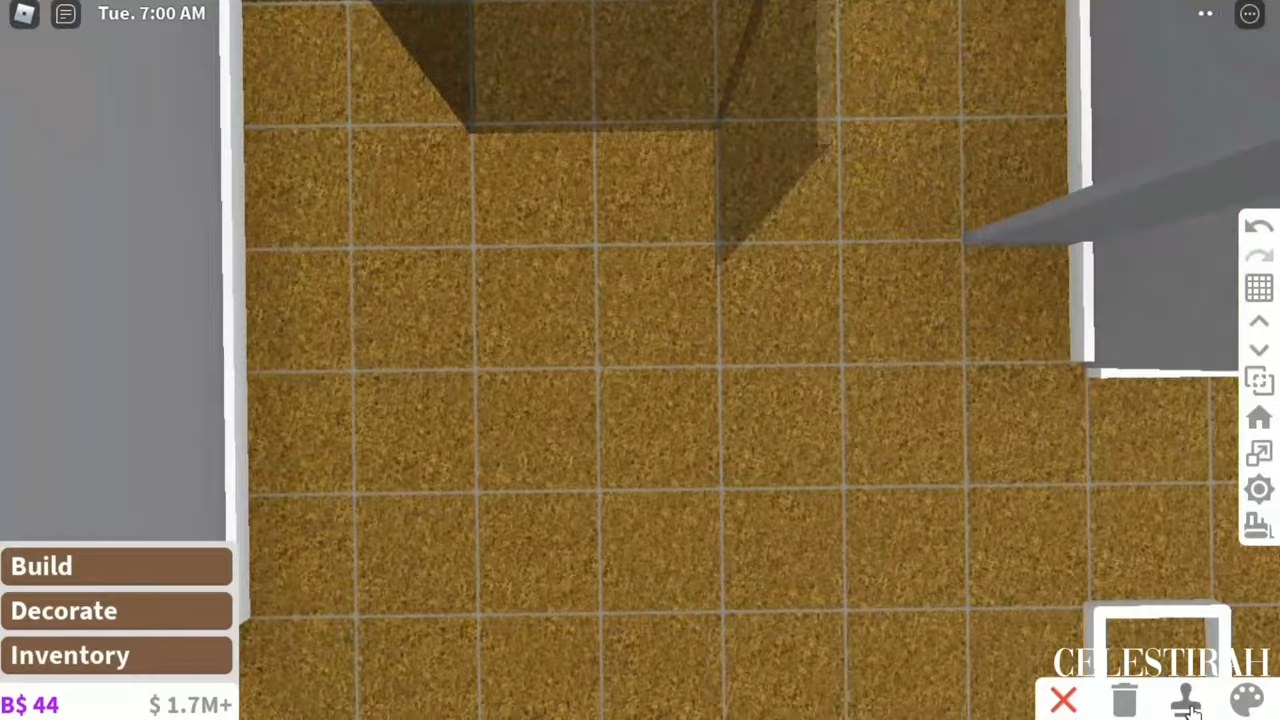 Tue. 7:00 AM
Build
Decorate
Inventory
B$ 44
$ 1.7M+
CELESTIRAH